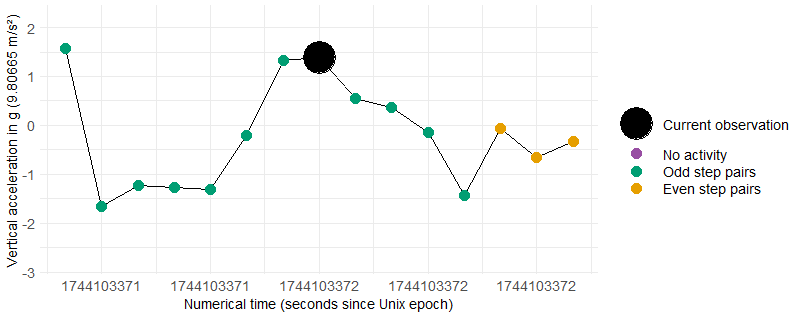 Vertical acceleration in g (9.80665 m/s²)
2
1
0
-1
-2
-3
1744103371
1744103371
1744103372
1744103372
1744103372
Numerical time (seconds since Unix epoch)
Current observation
No activity
Odd step pairs
Even step pairs